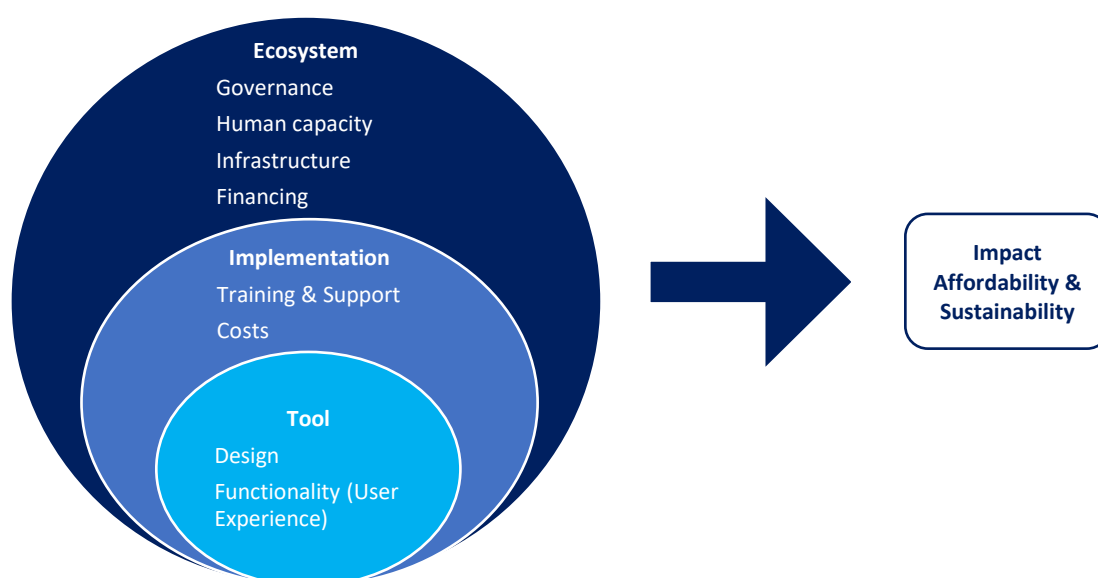 Ecosystem
Governance
Human capacity
Infrastructure
Financing
Implementation
Training & Support
Costs
Tool
Design
Functionality (User
Experience)
Impact
Affordability &
Sustainability